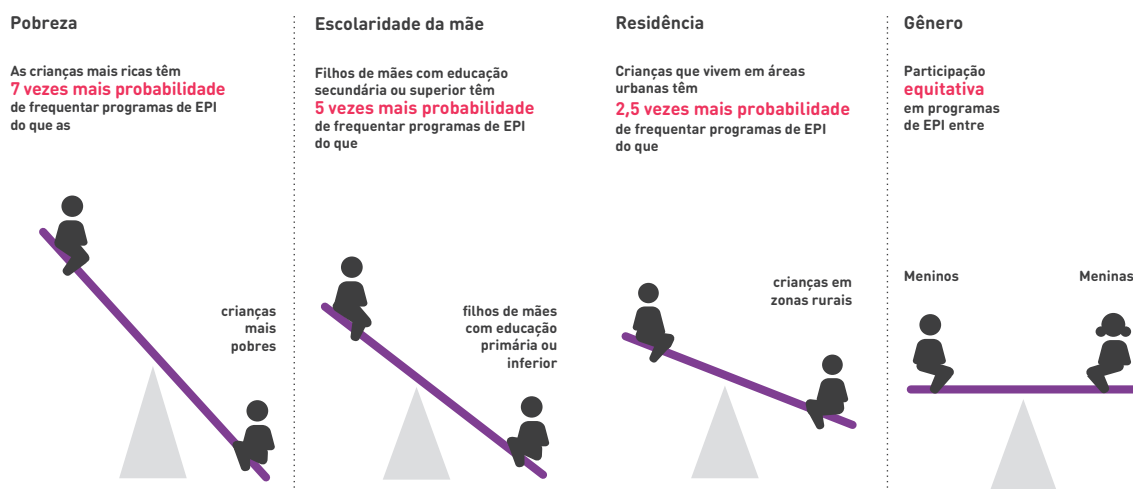 Pobreza
As crianças mais ricas têm
7 vezes mais probabilidade
de frequentar programas de EPI
do que as
crianças
mais
pobres
Escolaridade da mãe
Filhos de mães com educação
secundária ou superior têm
5 vezes mais probabilidade
de frequentar programas de EPI
do que
filhos de mães
com educação
primária ou
inferior
Residência
Crianças que vivem em áreas
urbanas têm
2,5 vezes mais probabilidade
de frequentar programas de EPI
do que
crianças em
zonas rurais
Gênero
Participação
equitativa
em programas
de EPI entre
Meninos
Meninas